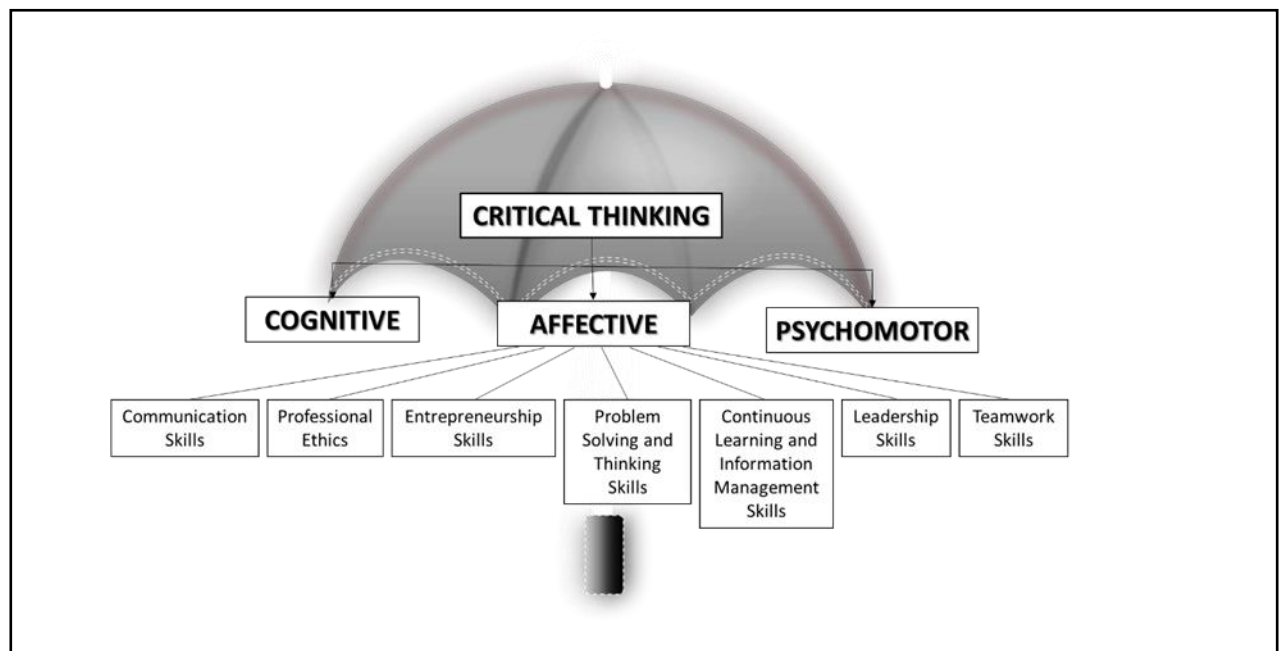 CRITICAL THINKING
COGNITIVE
AFFECTIVE
PSYCHOMOTOR
Communication
Skills
Professional
Ethics
Entrepreneurship
Skills
Problem
Solving and
Thinking
Skills
Continuous
Learning and
Information
Management
Skills
Leadership
Skills
Teamwork
Skills